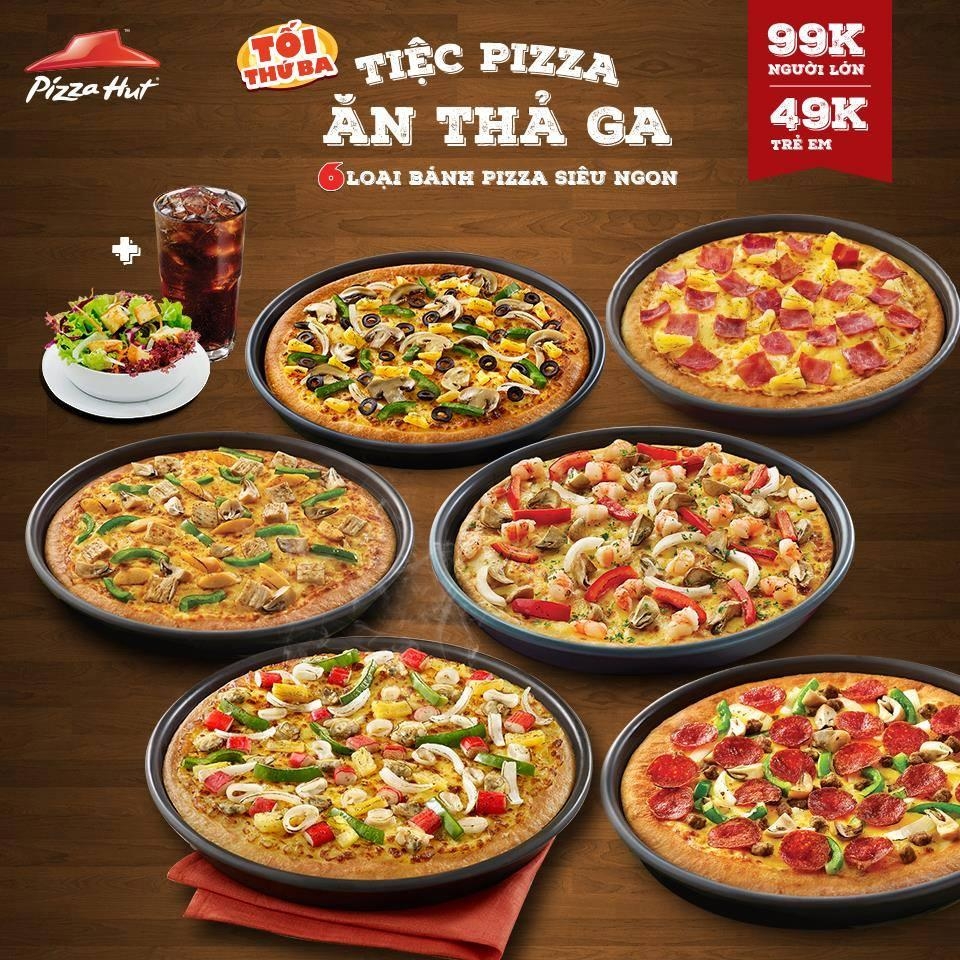 Pizza Hut
TỐI
THỨ BA
TIỆC PIZZA
ĂN THẢ GA
6 LOẠI BÁNH PIZZA SIÊU NGON
99K
NGƯỜI LỚN
49K
TRẺ EM
+